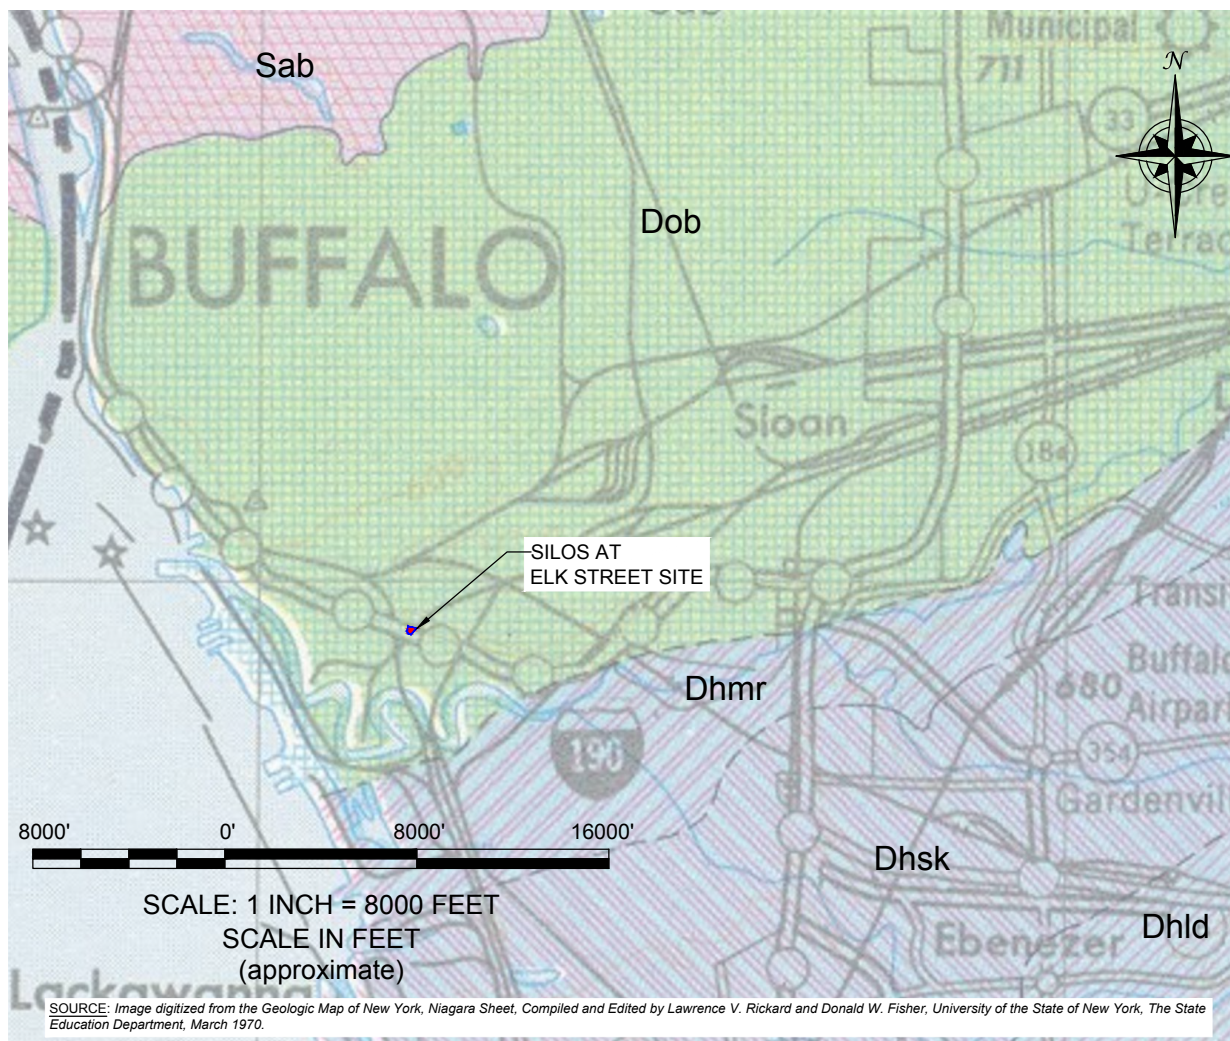 Municipal
711
N
Sab
33
Dob
BUFFALO
Sloan
18a
SILOS AT
ELK STREET SITE
Dhmr
Buffalo
680
Airpar
190
354
Gardenvil
8000' 0' 8000' 16000'
Dhsk
SCALE: 1 INCH = 8000 FEET
SCALE IN FEET
(approximate)
Ebenezer
Dhld
Lackawanna
SOURCE: Image digitized from the Geologic Map of New York, Niagara Sheet, Compiled and Edited by Lawrence V. Rickard and Donald W. Fisher, University of the State of New York, The State
Education Department, March 1970.